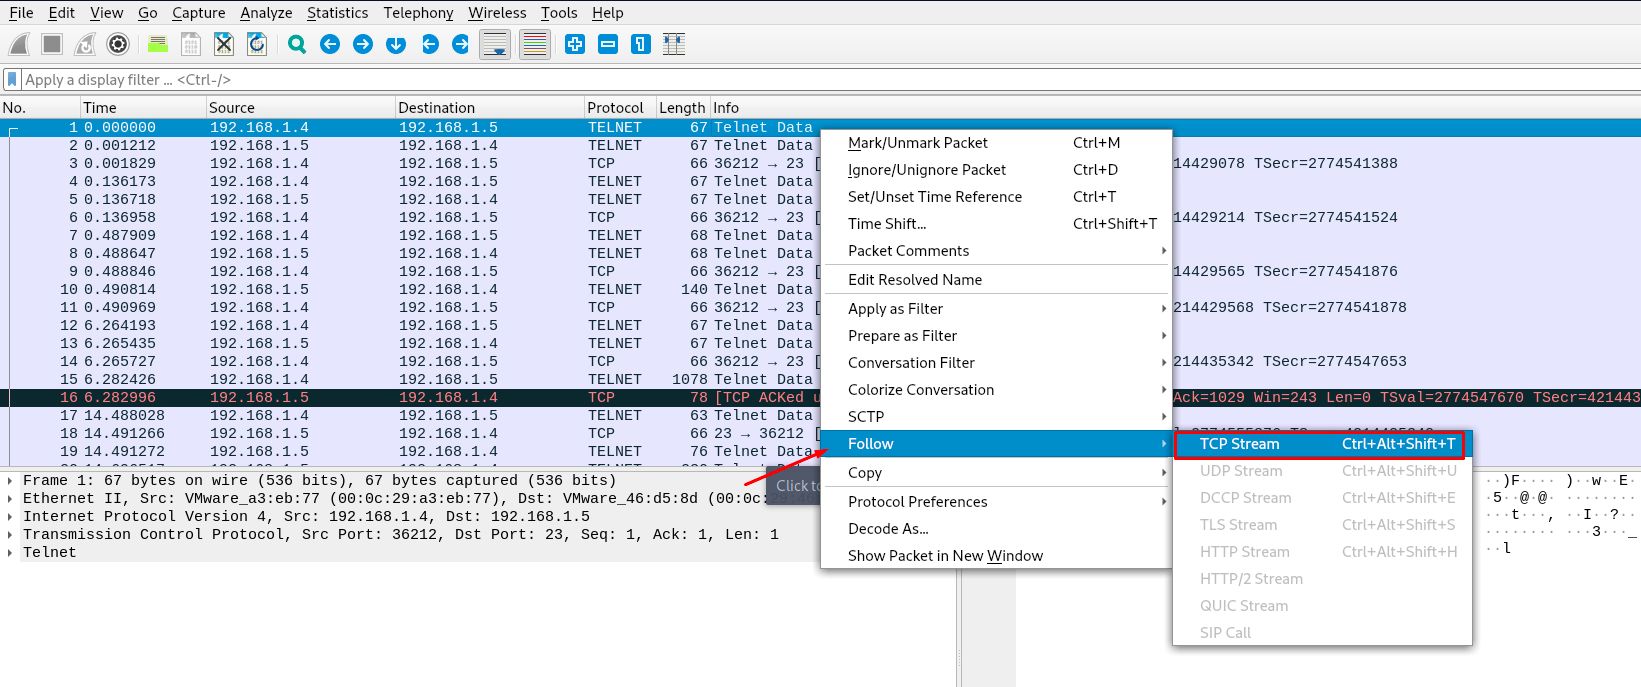 File Edit View Go Capture Analyze Statistics Telephony Wireless Tools Help
Apply a display filter … <Ctrl-/>
No. Time Source Destination Protocol Length Info
1 0.000000 192.168.1.4 192.168.1.5 TELNET 67 Telnet Data
2 0.001212 192.168.1.5 192.168.1.4 TELNET 67 Telnet Data
3 0.001829 192.168.1.4 192.168.1.5 TCP 66 36212 → 23 [ 14429078 TSecr=2774541388
4 0.136173 192.168.1.4 192.168.1.5 TELNET 67 Telnet Data
5 0.136718 192.168.1.5 192.168.1.4 TELNET 67 Telnet Data
6 0.136958 192.168.1.4 192.168.1.5 TCP 66 36212 → 23 [ 14429214 TSecr=2774541524
7 0.487909 192.168.1.4 192.168.1.5 TELNET 68 Telnet Data
8 0.488647 192.168.1.5 192.168.1.4 TELNET 68 Telnet Data
9 0.488846 192.168.1.4 192.168.1.5 TCP 66 36212 → 23 [ 14429565 TSecr=2774541876
10 0.490814 192.168.1.5 192.168.1.4 TELNET 140 Telnet Data
11 0.490969 192.168.1.4 192.168.1.5 TCP 66 36212 → 23 [ 214429568 TSecr=2774541878
12 6.264193 192.168.1.4 192.168.1.5 TELNET 67 Telnet Data
13 6.265435 192.168.1.5 192.168.1.4 TELNET 67 Telnet Data
14 6.265727 192.168.1.4 192.168.1.5 TCP 66 36212 → 23 [ 214435342 TSecr=2774547653
15 6.282426 192.168.1.4 192.168.1.5 TELNET 1078 Telnet Data
16 6.282996 192.168.1.5 192.168.1.4 TCP 78 [TCP ACKed u Ack=1029 Win=243 Len=0 TSval=2774547670 TSecr=421443
17 14.488028 192.168.1.4 192.168.1.5 TELNET 63 Telnet Data
18 14.491266 192.168.1.5 192.168.1.4 TCP 66 23 → 36212 [
19 14.491272 192.168.1.5 192.168.1.4 TELNET 76 Telnet Data
Mark/Unmark Packet Ctrl+M
Ignore/Unignore Packet Ctrl+D
Set/Unset Time Reference Ctrl+T
Time Shift… Ctrl+Shift+T
Packet Comments
Edit Resolved Name
Apply as Filter
Prepare as Filter
Conversation Filter
Colorize Conversation
SCTP
Follow
Copy
Protocol Preferences
Decode As…
Show Packet in New Window
TCP Stream Ctrl+Alt+Shift+T
UDP Stream Ctrl+Alt+Shift+U
DCCP Stream Ctrl+Alt+Shift+E
TLS Stream Ctrl+Alt+Shift+S
HTTP Stream Ctrl+Alt+Shift+H
HTTP/2 Stream
QUIC Stream
SIP Call
Click to
Frame 1: 67 bytes on wire (536 bits), 67 bytes captured (536 bits)
Ethernet II, Src: VMware_a3:eb:77 (00:0c:29:a3:eb:77), Dst: VMware_46:d5:8d (00:0c:
Internet Protocol Version 4, Src: 192.168.1.4, Dst: 192.168.1.5
Transmission Control Protocol, Src Port: 36212, Dst Port: 23, Seq: 1, Ack: 1, Len: 1
Telnet
··)F···· )··w··E·
·5··@·@· ········
···t··, ··I··?··
········ ···3···_
··l